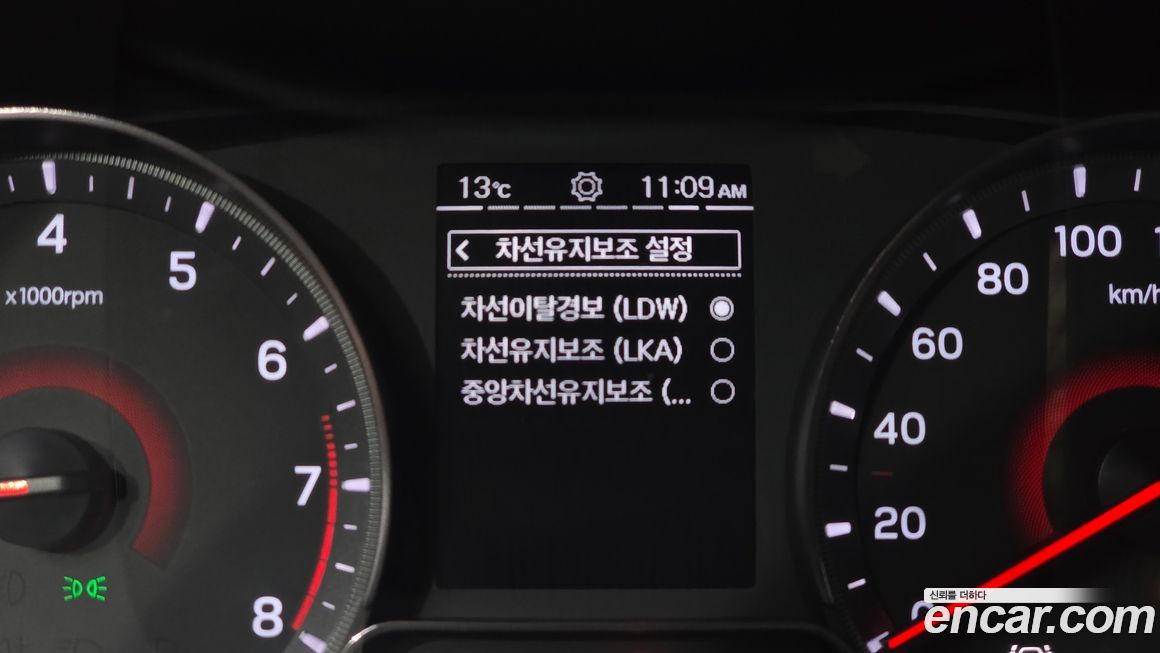 13℃ 11:09 AM
차선유지보조 설정
차선이탈경보 (LDW)
차선유지보조 (LKA)
중앙차선유지보조 (...
4
5
6
7
8
x1000rpm
100
80
60
40
20
신뢰를 더하다
encar.com